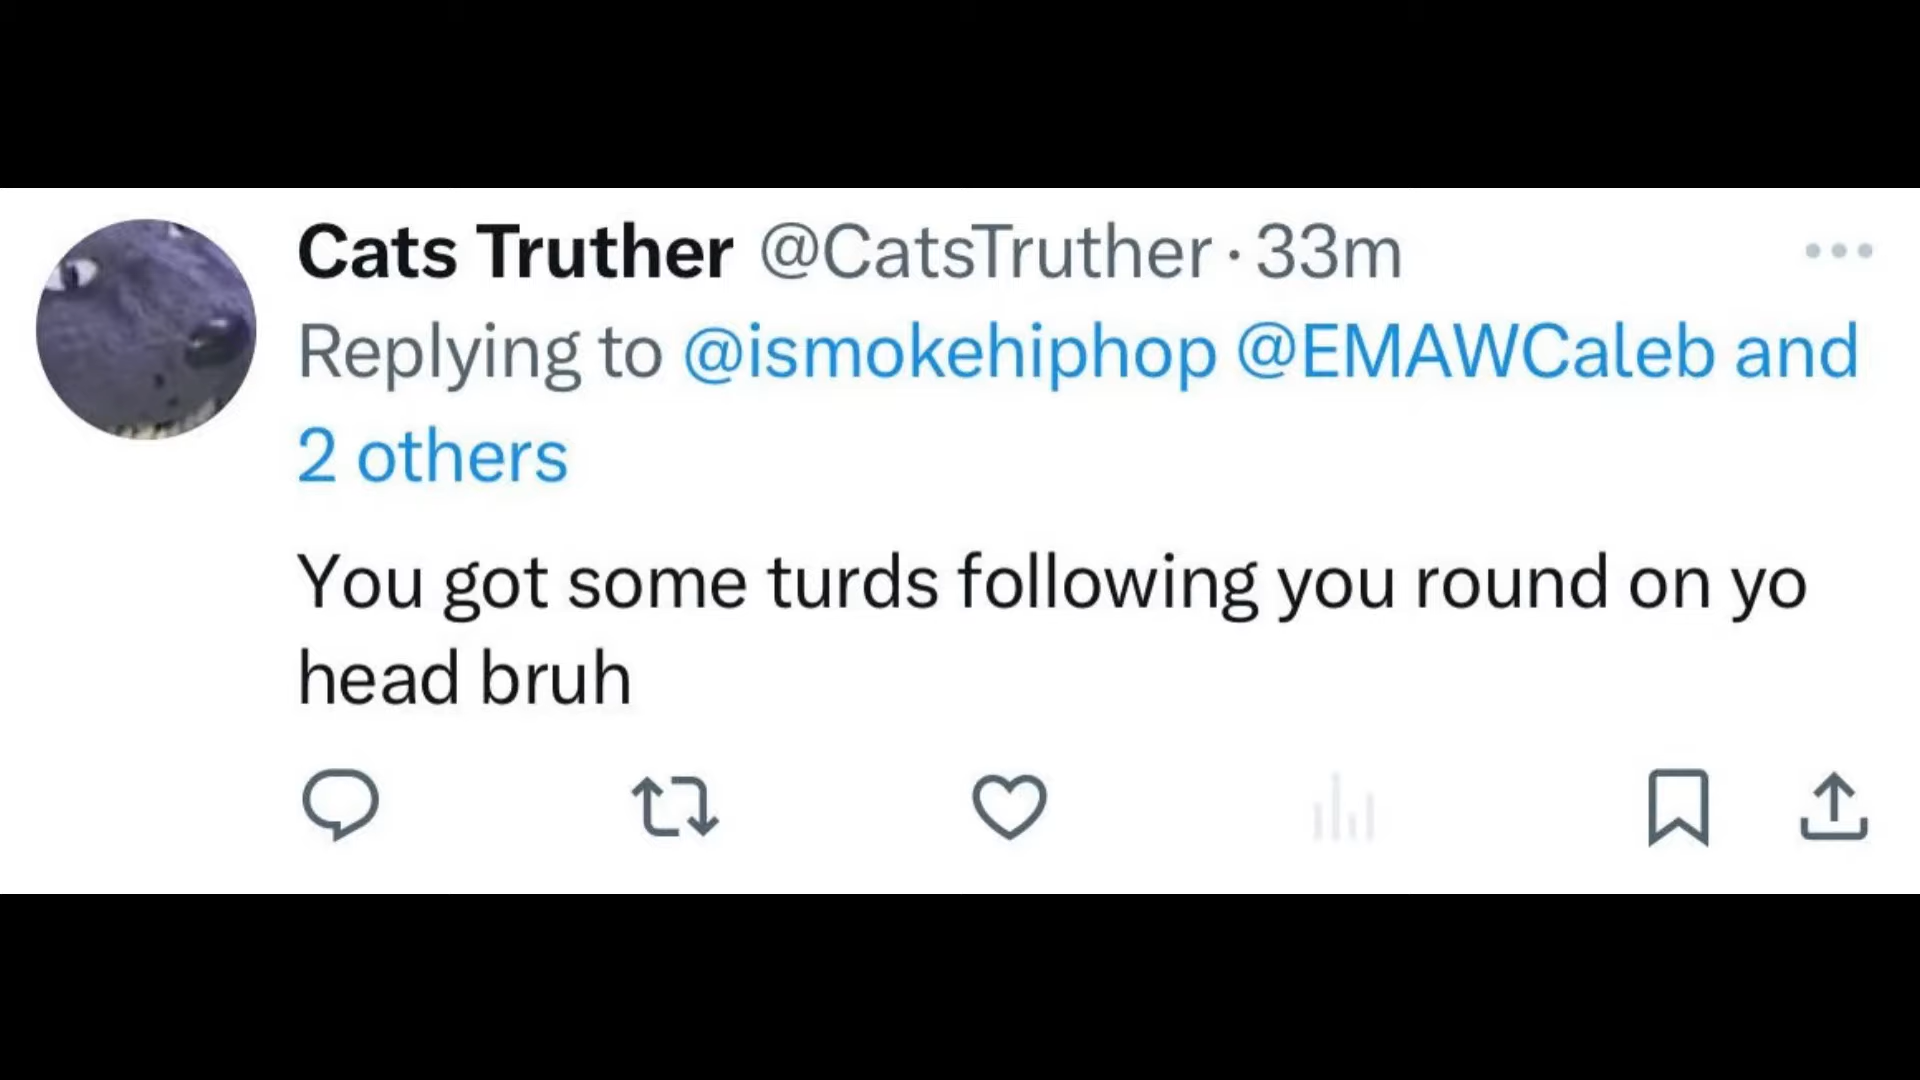 Cats Truther @CatsTruther · 33m
Replying to @ismokehiphop @EMAWCaleb and
2 others
You got some turds following you round on yo
head bruh